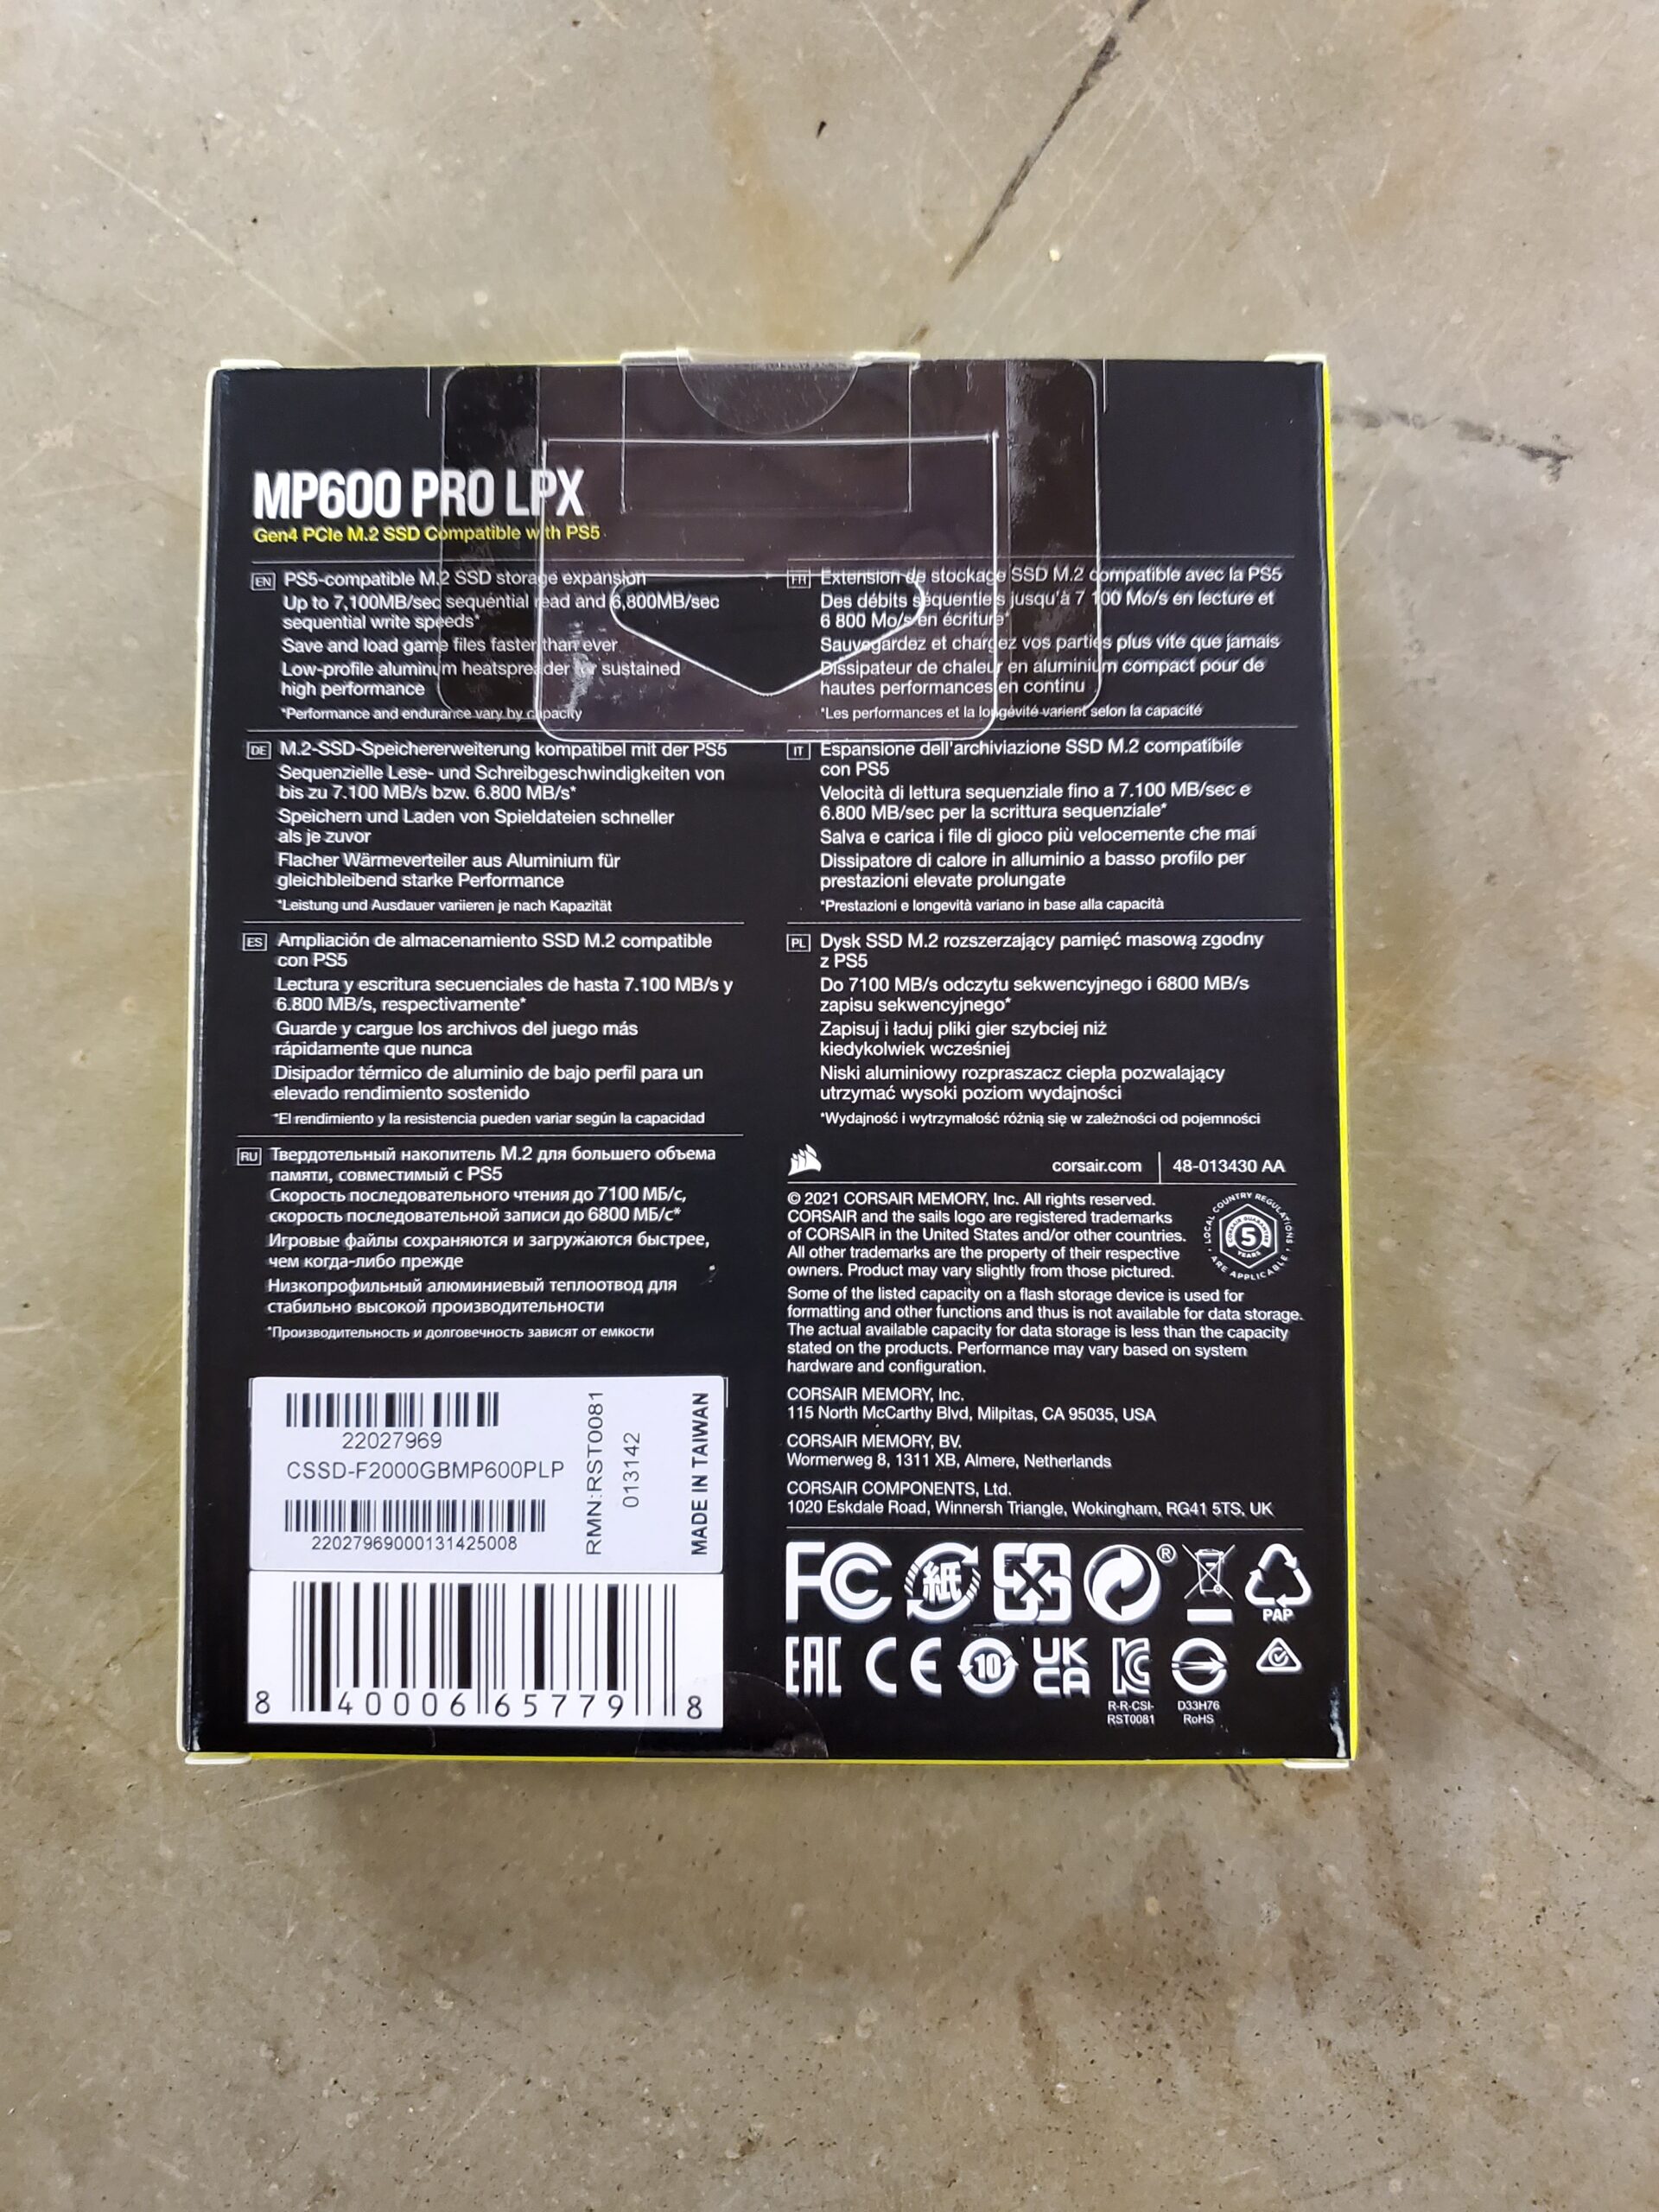 MP600 PRO LPX
Gen4 PCIe M.2 SSD Compatible with PS5
EN PS5-compatible M.2 SSD storage expansion
Up to 7,100MB/sec sequential read and 6,800MB/sec
sequential write speeds*
Save and load game files faster than ever
Low-profile aluminum heatspreader for sustained
high performance
*Performance and endurance vary by capacity
FR Extension de stockage SSD M.2 compatible avec la PS5
Des débits séquentiels jusqu'à 7 100 Mo/s en lecture et
6 800 Mo/s en écriture*
Sauvegardez et chargez vos parties plus vite que jamais
Dissipateur de chaleur en aluminium compact pour de
hautes performances en continu
*Les performances et la longévité varient selon la capacité
DE M.2-SSD-Speichererweiterung kompatibel mit der PS5
Sequenzielle Lese- und Schreibgeschwindigkeiten von
bis zu 7.100 MB/s bzw. 6.800 MB/s*
Speichern und Laden von Spieldateien schneller
als je zuvor
Flacher Wärmeverteiler aus Aluminium für
gleichbleibend starke Performance
*Leistung und Ausdauer variieren je nach Kapazität
IT Espansione dell'archiviazione SSD M.2 compatibile
con PS5
Velocità di lettura sequenziale fino a 7.100 MB/sec e
6.800 MB/sec per la scrittura sequenziale*
Salva e carica i file di gioco più velocemente che mai
Dissipatore di calore in alluminio a basso profilo per
prestazioni elevate prolungate
*Prestazioni e longevità variano in base alla capacità
ES Ampliación de almacenamiento SSD M.2 compatible
con PS5
Lectura y escritura secuenciales de hasta 7.100 MB/s y
6.800 MB/s, respectivamente*
Guarde y cargue los archivos del juego más
rápidamente que nunca
Disipador térmico de aluminio de bajo perfil para un
elevado rendimiento sostenido
*El rendimiento y la resistencia pueden variar según la capacidad
PL Dysk SSD M.2 rozszerzający pamięć masową zgodny
z PS5
Do 7100 MB/s odczytu sekwencyjnego i 6800 MB/s
zapisu sekwencyjnego*
Zapisuj i ładuj pliki gier szybciej niż
kiedykolwiek wcześniej
Niski aluminiowy rozpraszacz ciepła pozwalający
utrzymać wysoki poziom wydajności
*Wydajność i wytrzymałość różnią się w zależności od pojemności
RU Твердотельный накопитель M.2 для большего объема
памяти, совместимый с PS5
Скорость последовательного чтения до 7100 МБ/с,
скорость последовательной записи до 6800 МБ/с*
Игровые файлы сохраняются и загружаются быстрее,
чем когда-либо прежде
Низкопрофильный алюминиевый теплоотвод для
стабильно высокой производительности
*Производительность и долговечность зависят от емкости
corsair.com 48-013430 AA
© 2021 CORSAIR MEMORY, Inc. All rights reserved.
CORSAIR and the sails logo are registered trademarks
of CORSAIR in the United States and/or other countries.
All other trademarks are the property of their respective
owners. Product may vary slightly from those pictured.
LOCAL COUNTRY REGULATIONS
5
YEARS
ARE APPLICABLE
Some of the listed capacity on a flash storage device is used for
formatting and other functions and thus is not available for data storage.
The actual available capacity for data storage is less than the capacity
stated on the products. Performance may vary based on system
hardware and configuration.
CORSAIR MEMORY, Inc.
115 North McCarthy Blvd, Milpitas, CA 95035, USA
CORSAIR MEMORY, BV.
Wormerweg 8, 1311 XB, Almere, Netherlands
CORSAIR COMPONENTS, Ltd.
1020 Eskdale Road, Winnersh Triangle, Wokingham, RG41 5TS, UK
22027969
CSSD-F2000GBMP600PLP
22027969000131425008
RMN:RST0081
013142
MADE IN TAIWAN
8 40006 65779 8
FC 紙 ® PAP
EAC CE 10 UK
CA
R-R-CSI-
RST0081
D33H76
RoHS